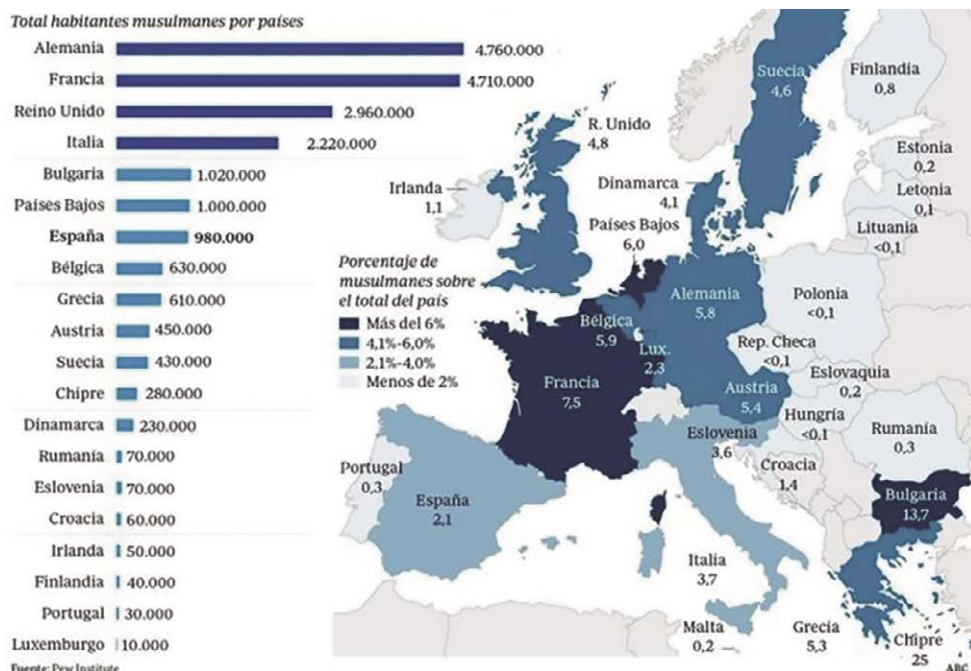 Total habitantes musulmanes por países
Alemania 4.760.000
Francia 4.710.000
Reino Unido 2.960.000
Italia 2.220.000
Bulgaria 1.020.000
Países Bajos 1.000.000
España 980.000
Bélgica 630.000
Grecia 610.000
Austria 450.000
Suecia 430.000
Chipre 280.000
Dinamarca 230.000
Rumanía 70.000
Eslovenia 70.000
Croacia 60.000
Irlanda 50.000
Finlandia 40.000
Portugal 30.000
Luxemburgo 10.000
Fuente: Pew Institute
Porcentaje de
musulmanes sobre
el total del país
Más del 6%
4,1%-6,0%
2,1%-4,0%
Menos de 2%
Suecia
4,6
Finlandia
0,8
R. Unido
4,8
Estonia
0,2
Irlanda
1,1
Dinamarca
4,1
Letonia
0,1
Países Bajos
6,0
Lituania
<0,1
Alemania
5,8
Polonia
<0,1
Bélgica
5,9
Lux.
2,3
Rep. Checa
<0,1
Eslovaquia
0,2
Francia
7,5
Austria
5,4
Hungría
<0,1
Rumanía
0,3
Eslovenia
3,6
Croacia
1,4
Portugal
0,3
España
2,1
Bulgaria
13,7
Italia
3,7
Malta
0,2
Grecia
5,3
Chipre
25
ABC